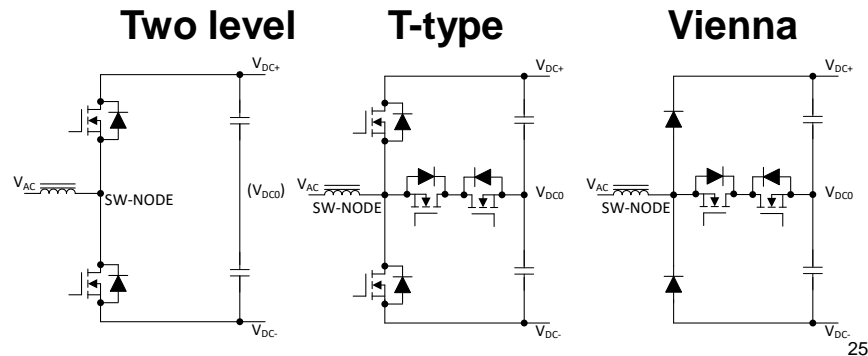 Two level T-type Vienna
VDC+ VDC+ VDC+
VAC (VDC0) VAC VDC0 VAC VDC0
SW-NODE SW-NODE SW-NODE
VDC- VDC- VDC-
25